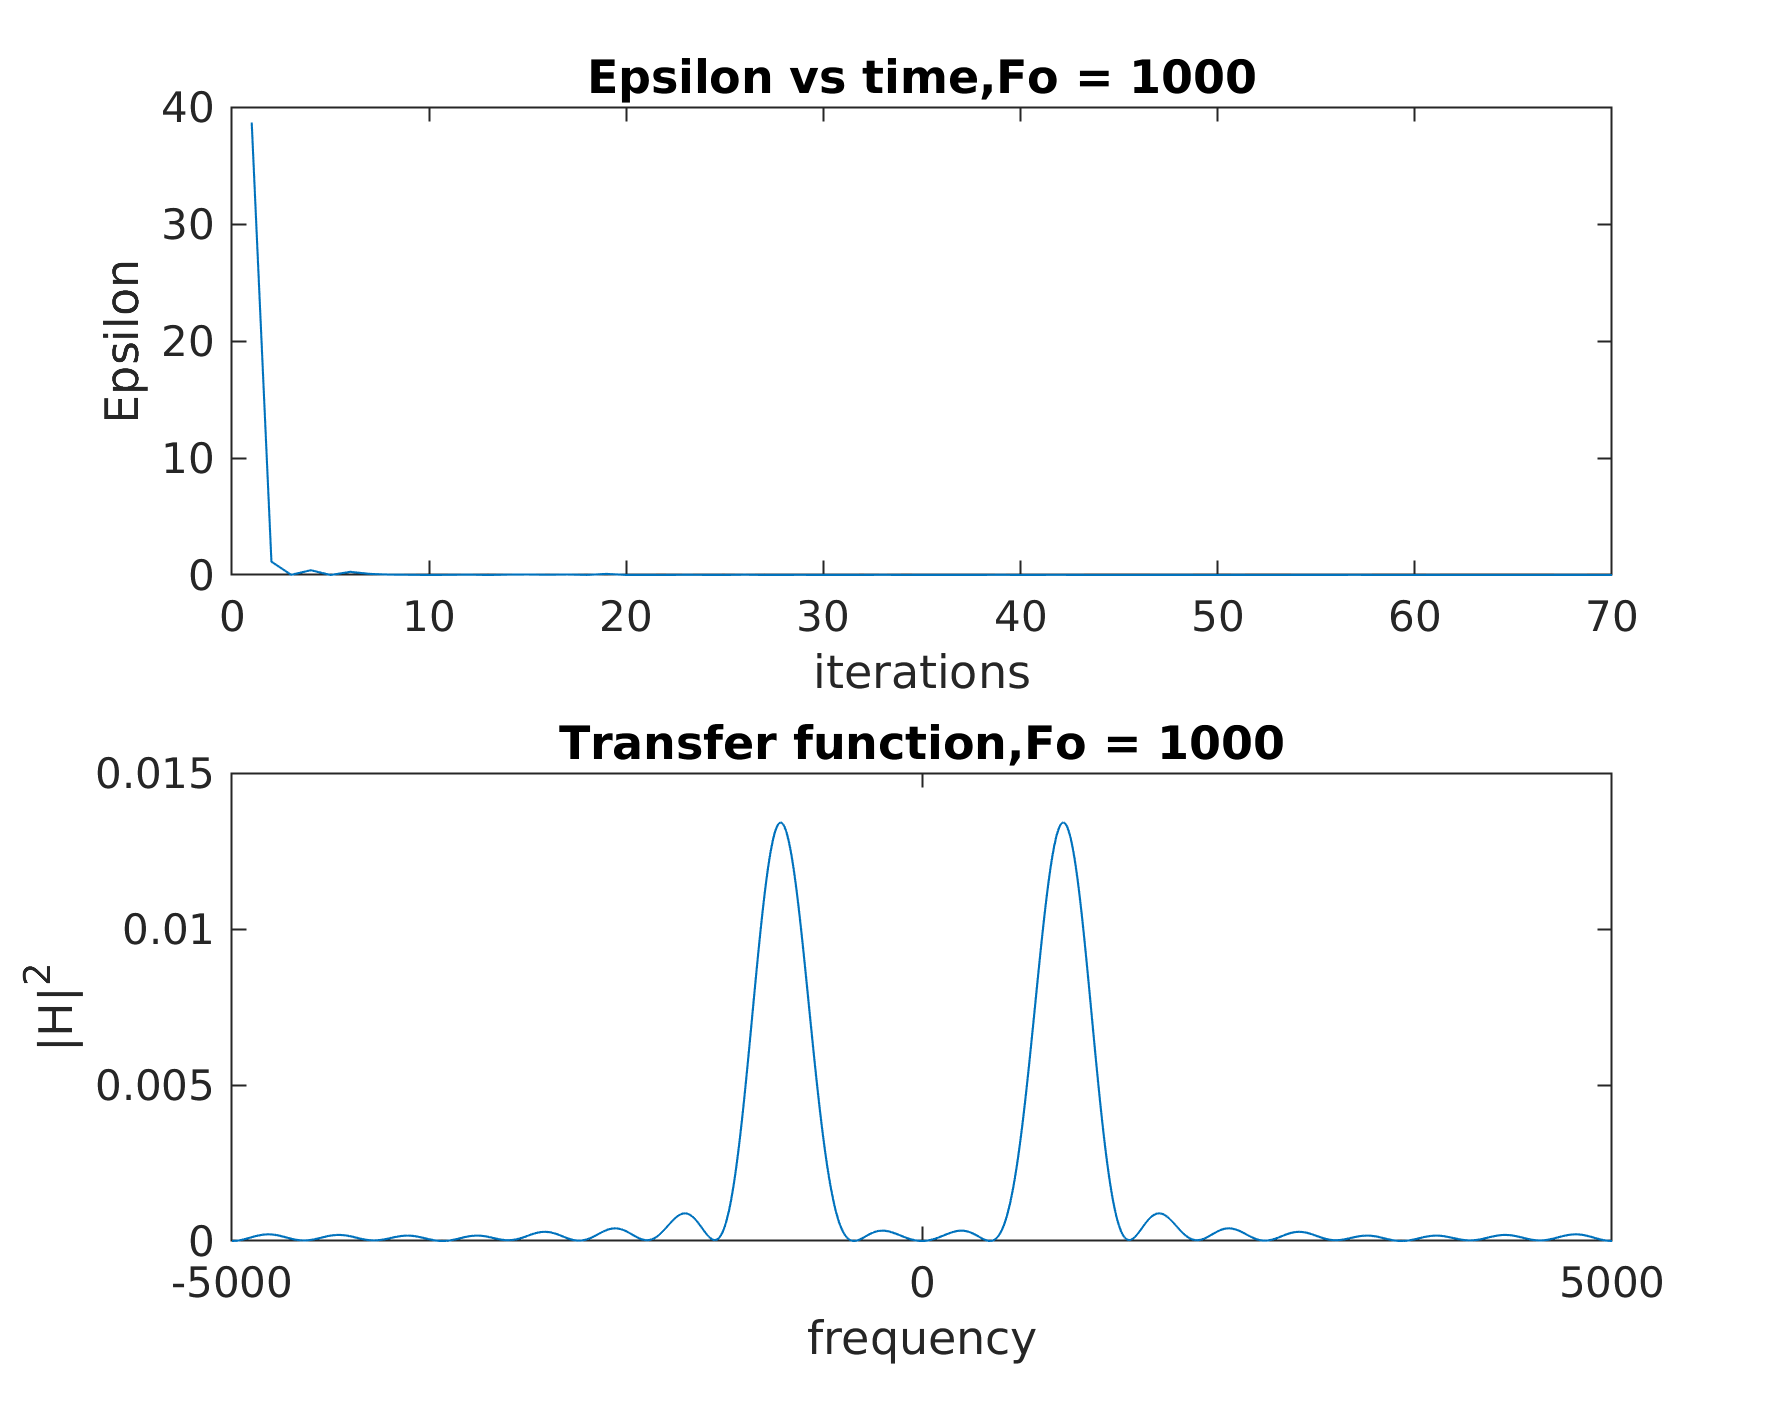 Epsilon vs time,Fo = 1000
40
30
20
10
0
Epsilon
0 10 20 30 40 50 60 70
iterations
Transfer function,Fo = 1000
0.015
0.01
0.005
0
|H|²
-5000 0 5000
frequency